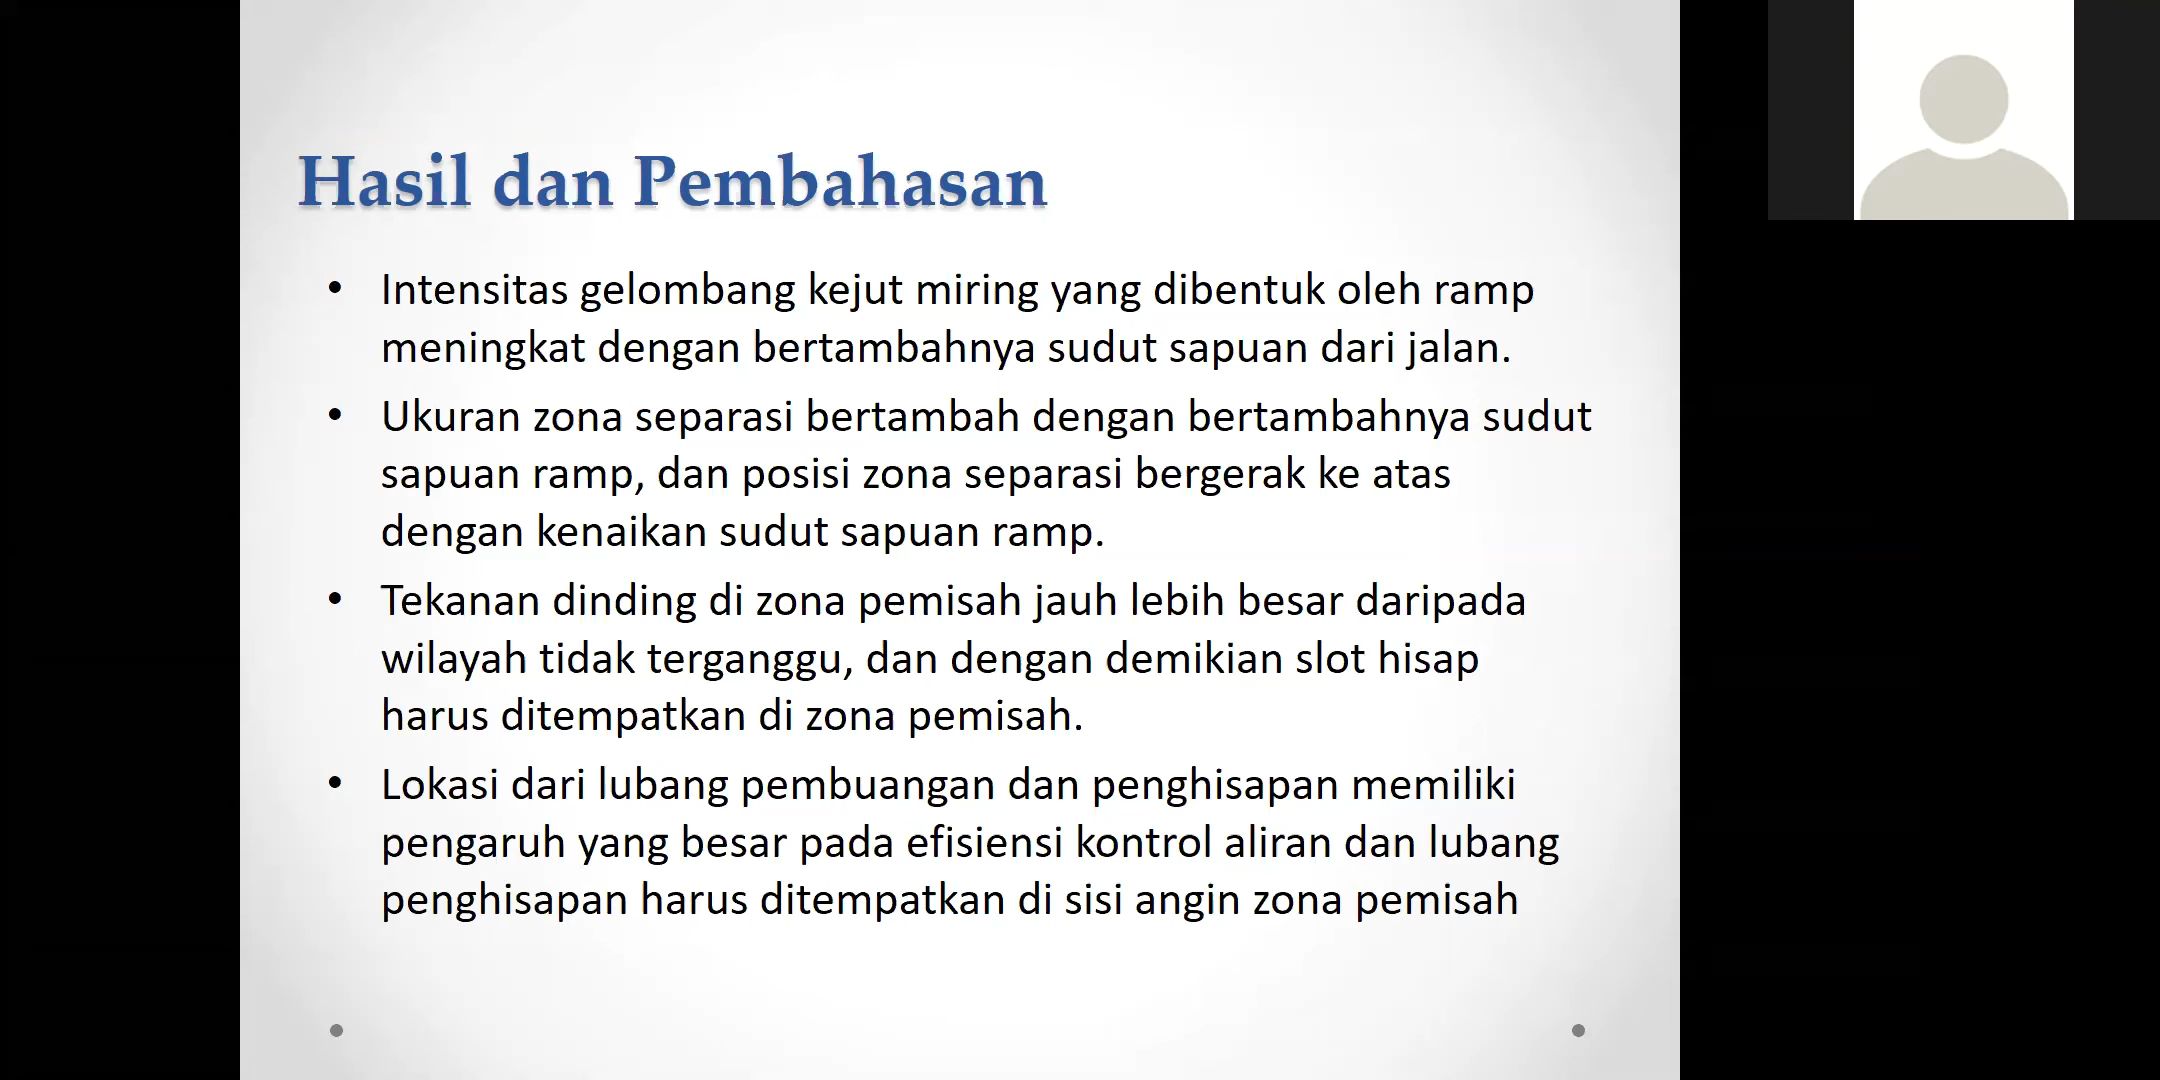 Hasil dan Pembahasan
• Intensitas gelombang kejut miring yang dibentuk oleh ramp
meningkat dengan bertambahnya sudut sapuan dari jalan.
• Ukuran zona separasi bertambah dengan bertambahnya sudut
sapuan ramp, dan posisi zona separasi bergerak ke atas
dengan kenaikan sudut sapuan ramp.
• Tekanan dinding di zona pemisah jauh lebih besar daripada
wilayah tidak terganggu, dan dengan demikian slot hisap
harus ditempatkan di zona pemisah.
• Lokasi dari lubang pembuangan dan penghisapan memiliki
pengaruh yang besar pada efisiensi kontrol aliran dan lubang
penghisapan harus ditempatkan di sisi angin zona pemisah